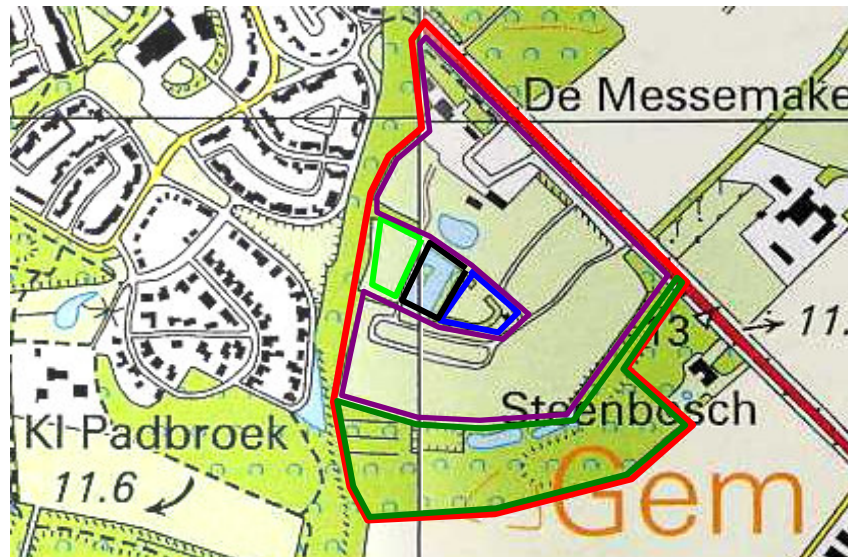 De Messemake
13
11.
Steenbosch
Kl Padbroek
11.6
Gem